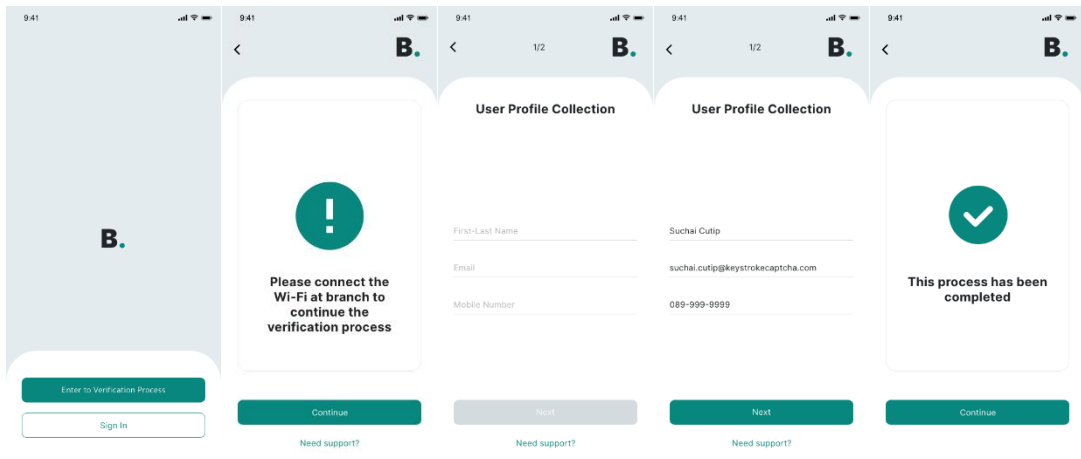 9:41
B.
Enter to Verification Process
Sign In
9:41
B.
Please connect the
Wi-Fi at branch to
continue the
verification process
Continue
Need support?
9:41
1/2
B.
User Profile Collection
First-Last Name
Email
Mobile Number
Next
Need support?
9:41
1/2
B.
User Profile Collection
Suchai Cutip
suchai.cutip@keystrokecaptcha.com
089-999-9999
Next
Need support?
9:41
B.
This process has been
completed
Continue